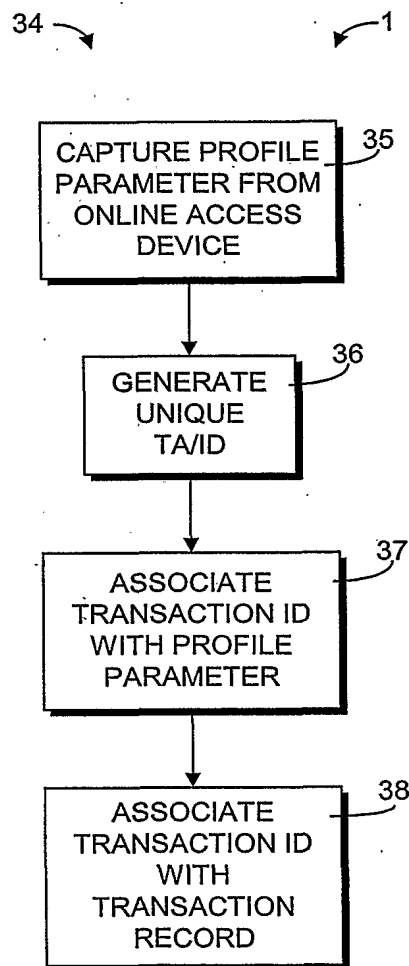 34
1
CAPTURE PROFILE
PARAMETER FROM
ONLINE ACCESS
DEVICE
35
GENERATE
UNIQUE
TA/ID
36
ASSOCIATE
TRANSACTION ID
WITH PROFILE
PARAMETER
37
ASSOCIATE
TRANSACTION ID
WITH
TRANSACTION
RECORD
38